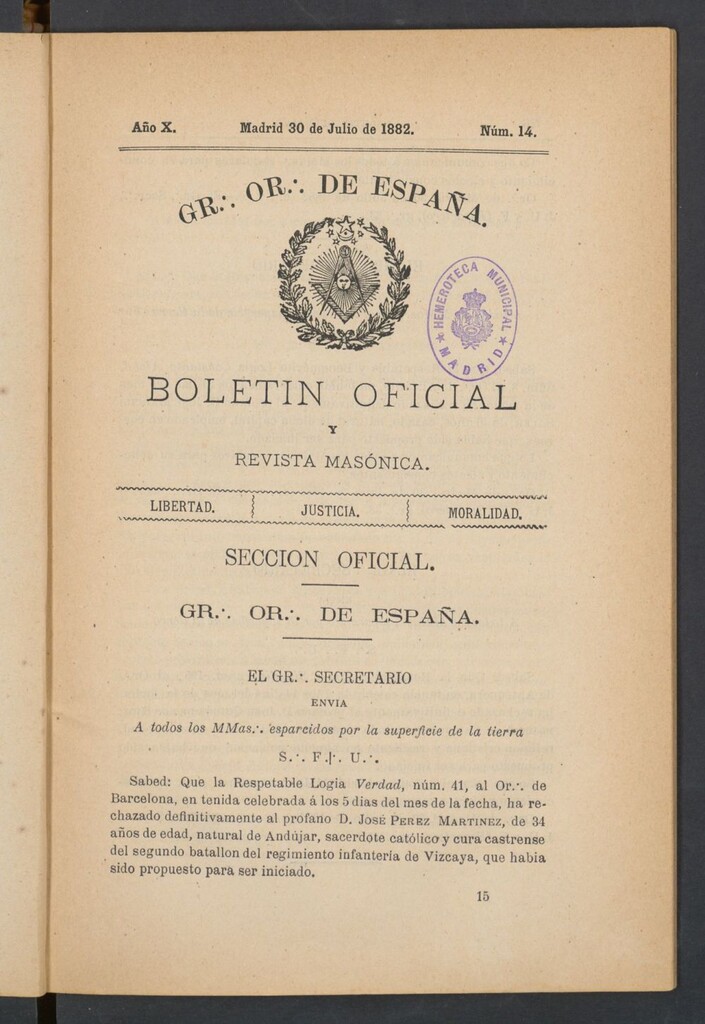 Año X.
Madrid 30 de Julio de 1882.
Núm. 14.
GR.·. OR.·. DE ESPAÑA.
HEMEROTECA MUNICIPAL
MADRID
BOLETIN OFICIAL
Y
REVISTA MASÓNICA.
LIBERTAD.
JUSTICIA.
MORALIDAD.
SECCION OFICIAL.
GR.·. OR.·. DE ESPAÑA.
EL GR.·. SECRETARIO
ENVIA
A todos los MMas.·. esparcidos por la superficie de la tierra
S.·. F.·. U.·.
Sabed: Que la Respetable Logia Verdad, núm. 41, al Or.·. de
Barcelona, en tenida celebrada á los 5 dias del mes de la fecha, ha re-
chazado definitivamente al profano D. JOSÉ PEREZ MARTINEZ, de 34
años de edad, natural de Andújar, sacerdote católico y cura castrense
del segundo batallon del regimiento infantería de Vizcaya, que habia
sido propuesto para ser iniciado.
15